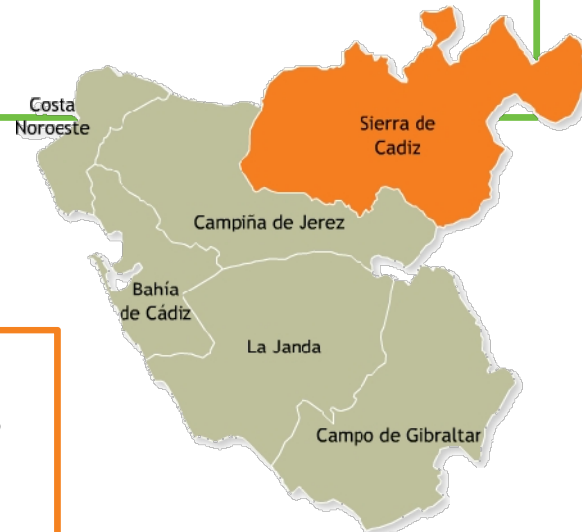 Costa
Noroeste
Sierra de
Cadiz
Campiña de Jerez
Bahía
de Cádiz
La Janda
Campo de Gibraltar